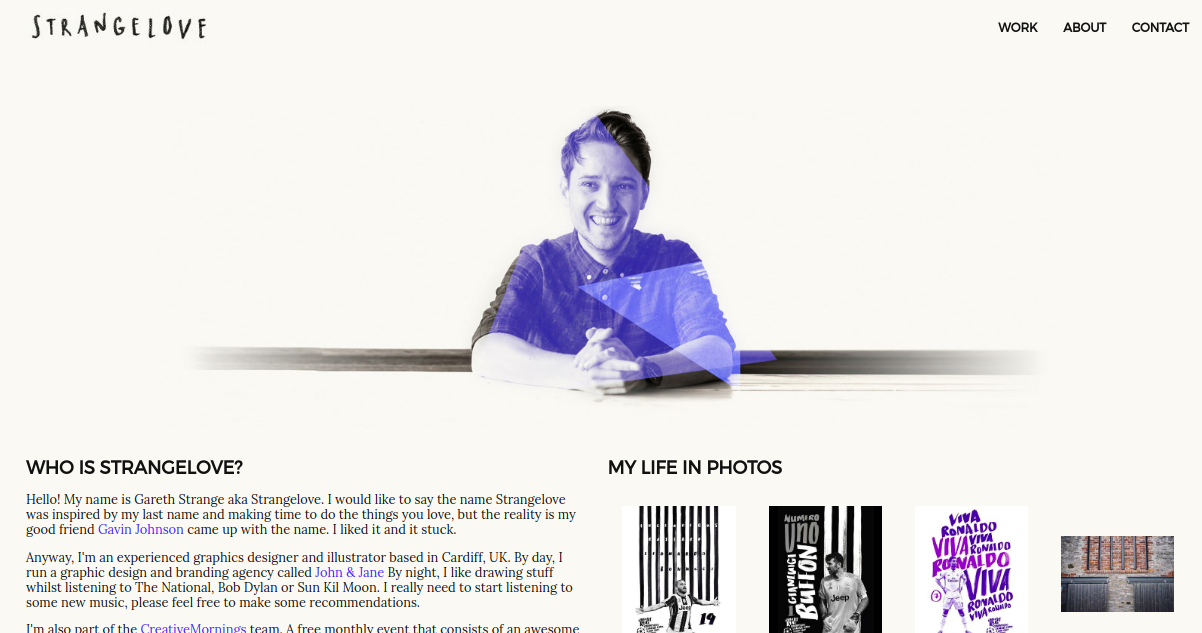 STRANGELOVE
WORK ABOUT CONTACT
WHO IS STRANGELOVE?
Hello! My name is Gareth Strange aka Strangelove. I would like to say the name Strangelove
was inspired by my last name and making time to do the things you love, but the reality is my
good friend Gavin Johnson came up with the name. I liked it and it stuck.
Anyway, I'm an experienced graphics designer and illustrator based in Cardiff, UK. By day, I
run a graphic design and branding agency called John & Jane By night, I like drawing stuff
whilst listening to The National, Bob Dylan or Sun Kil Moon. I really need to start listening to
some new music, please feel free to make some recommendations.
I'm also part of the CreativeMornings team. A free monthly event that consists of an awesome
MY LIFE IN PHOTOS
Jeep
19
NUMERO
UNO
GIANLUIGI
BUFFON
Jeep
VIVA
RONALDO
VIVA VIVA
RONALDO
RONALDO
VIVA
RONALDO
VIVA RONALDO